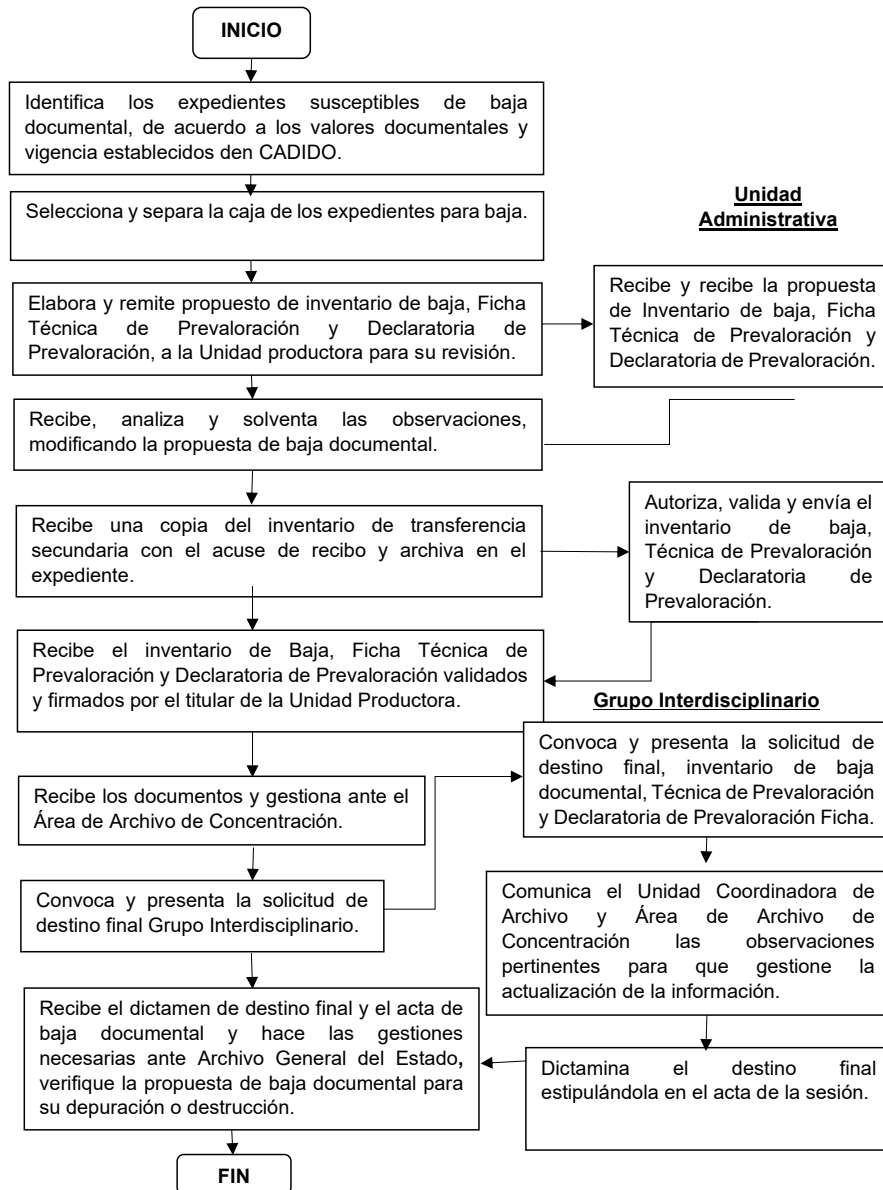 INICIO
Identifica los expedientes susceptibles de baja
documental, de acuerdo a los valores documentales y
vigencia establecidos den CADIDO.
Selecciona y separa la caja de los expedientes para baja.
Unidad
Administrativa
Elabora y remite propuesto de inventario de baja, Ficha
Técnica de Prevaloración y Declaratoria de
Prevaloración, a la Unidad productora para su revisión.
Recibe y recibe la propuesta
de Inventario de baja, Ficha
Técnica de Prevaloración y
Declaratoria de Prevaloración.
Recibe, analiza y solventa las observaciones,
modificando la propuesta de baja documental.
Recibe una copia del inventario de transferencia
secundaria con el acuse de recibo y archiva en el
expediente.
Autoriza, valida y envía el
inventario de baja,
Técnica de Prevaloración
y Declaratoria de
Prevaloración.
Recibe el inventario de Baja, Ficha Técnica de
Prevaloración y Declaratoria de Prevaloración validados
y firmados por el titular de la Unidad Productora.
Grupo Interdisciplinario
Convoca y presenta la solicitud de
destino final, inventario de baja
documental, Técnica de Prevaloración
y Declaratoria de Prevaloración Ficha.
Recibe los documentos y gestiona ante el
Área de Archivo de Concentración.
Convoca y presenta la solicitud de
destino final Grupo Interdisciplinario.
Comunica el Unidad Coordinadora de
Archivo y Área de Archivo de
Concentración las observaciones
pertinentes para que gestione la
actualización de la información.
Recibe el dictamen de destino final y el acta de
baja documental y hace las gestiones
necesarias ante Archivo General del Estado,
verifique la propuesta de baja documental para
su depuración o destrucción.
Dictamina el destino final
estipulándola en el acta de la sesión.
FIN